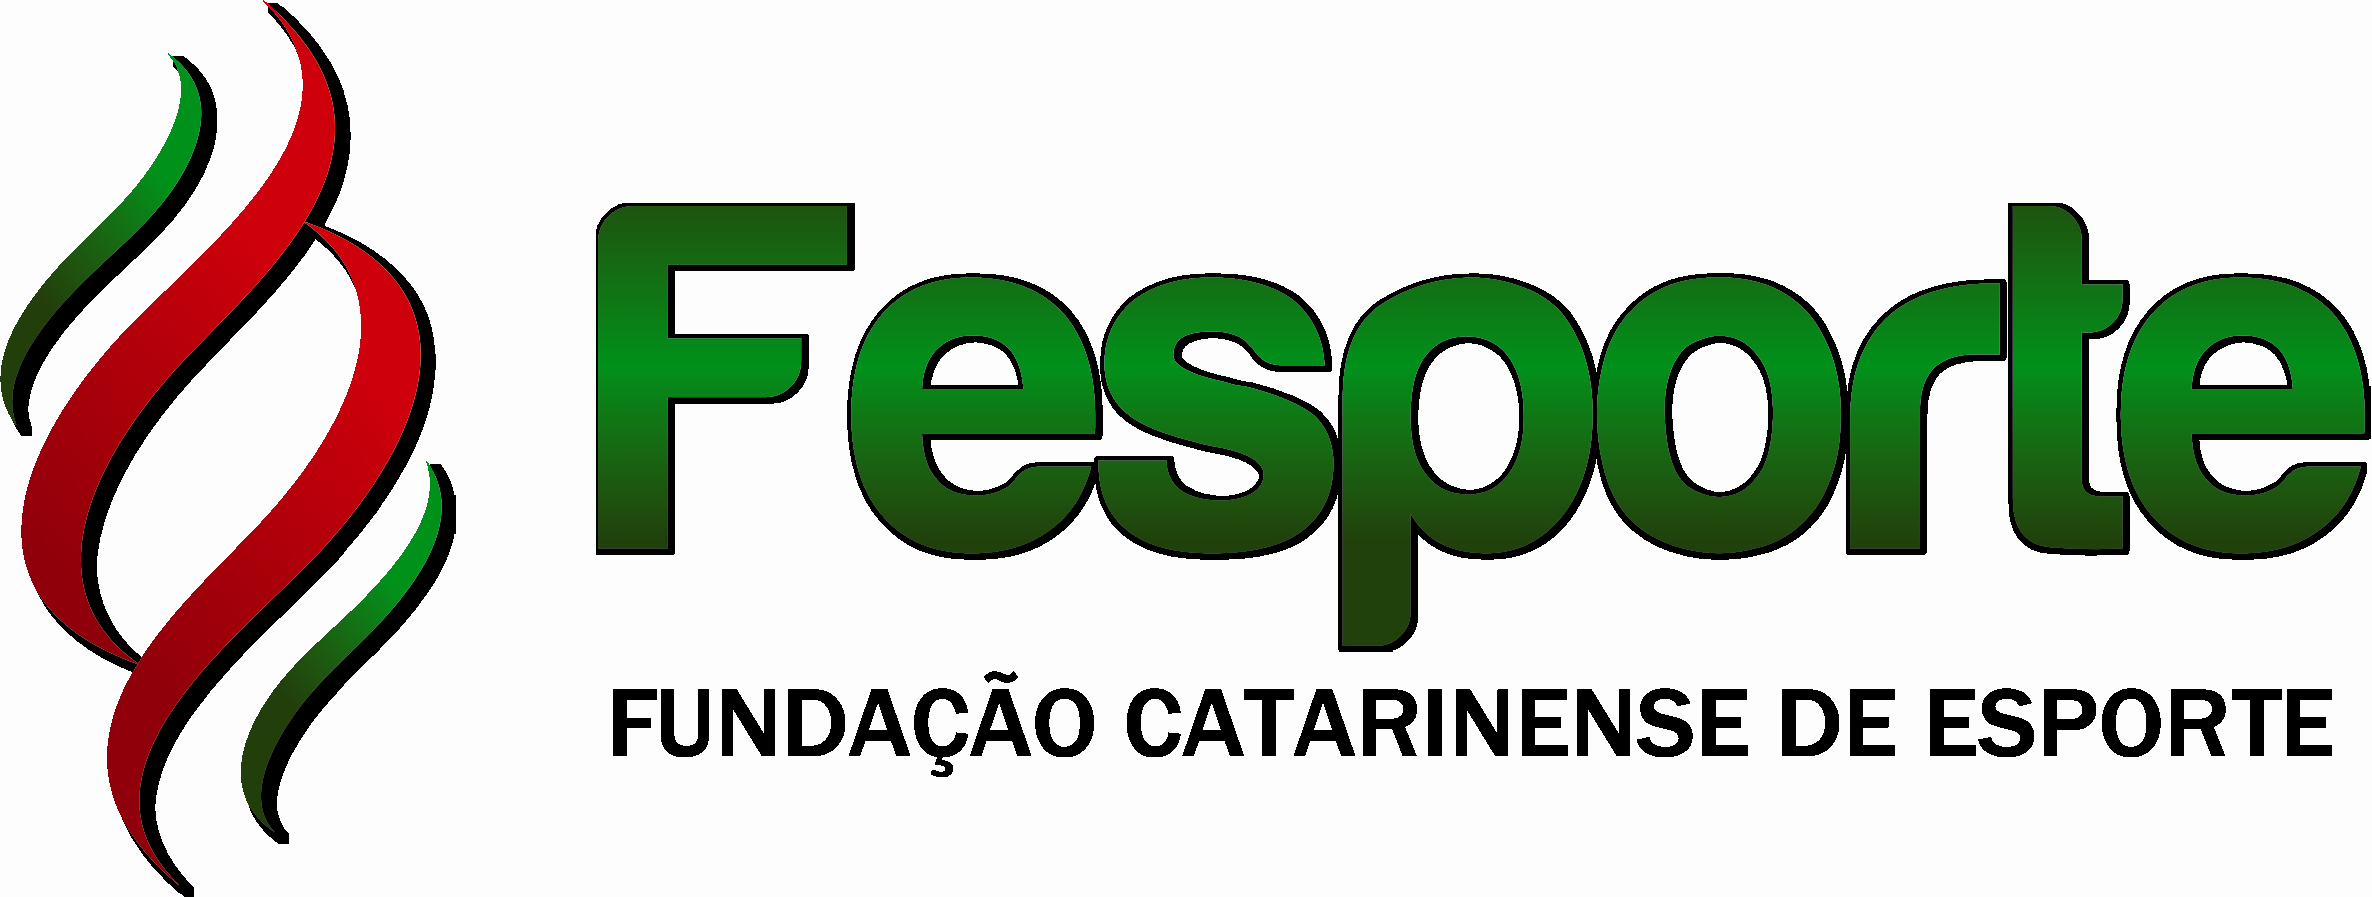 Fesporte
FUNDAÇÃO CATARINENSE DE ESPORTE